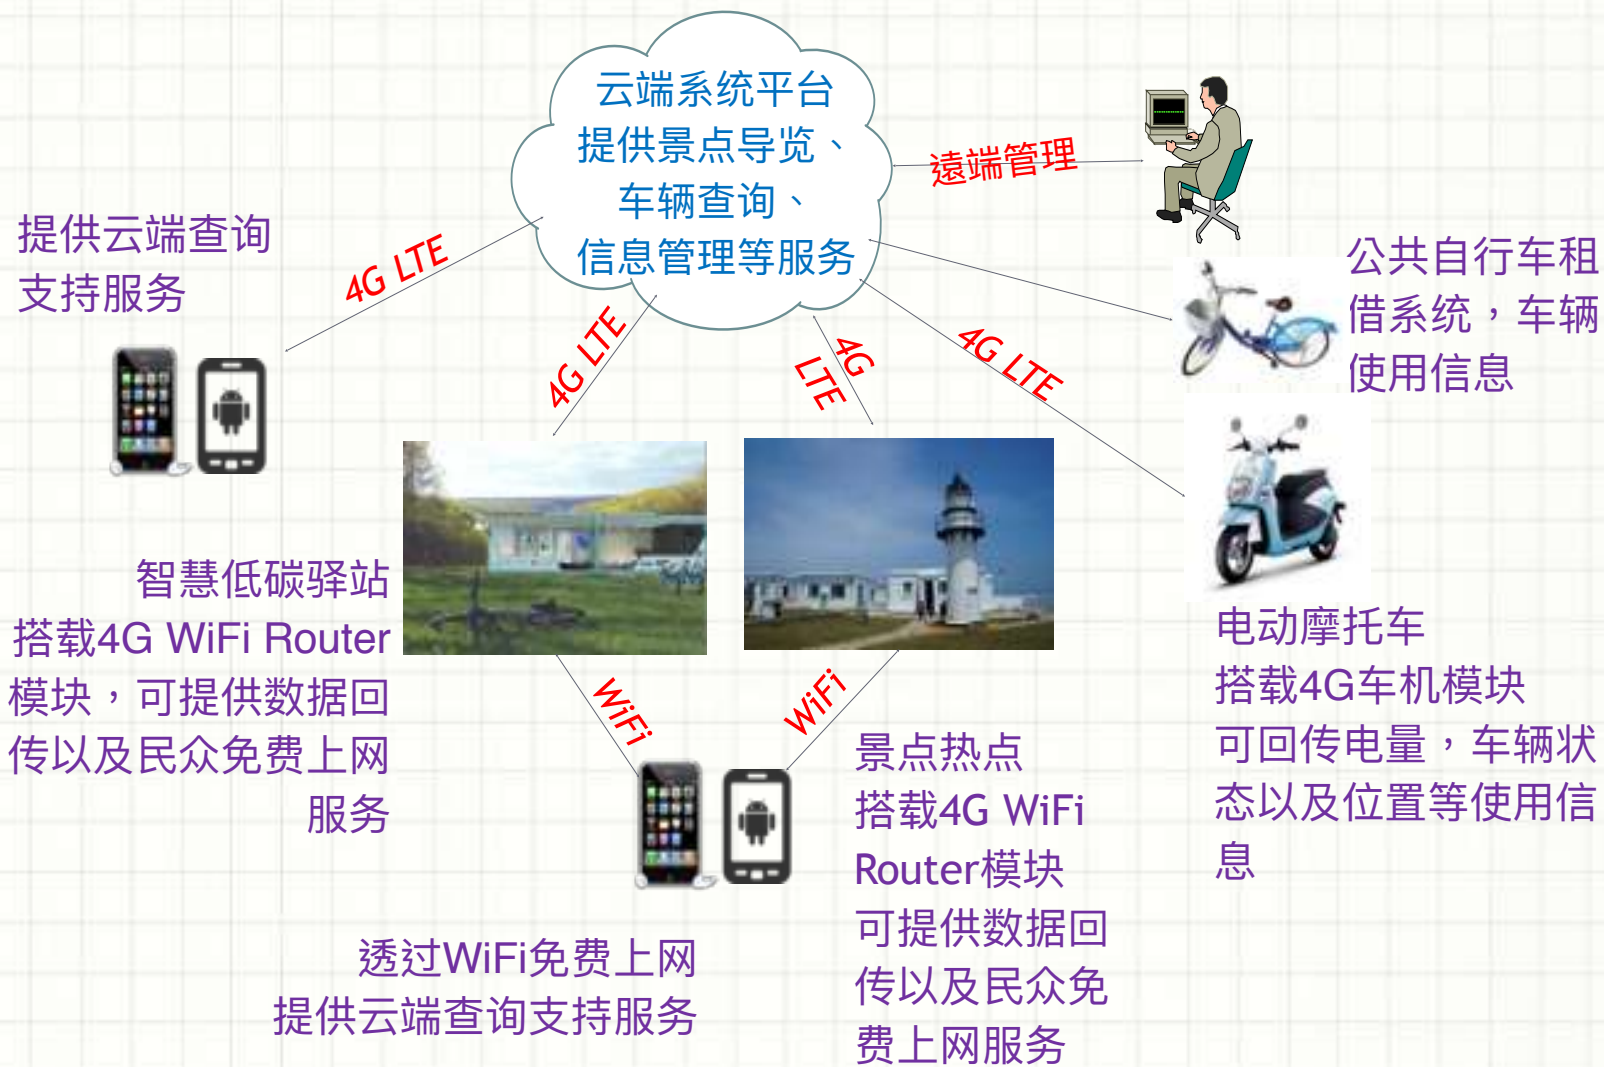 云端系统平台
提供景点导览、
车辆查询、
信息管理等服务
遠端管理
提供云端查询
支持服务
4G LTE
4G LTE
4G
LTE
4G LTE
公共自行车租
借系统，车辆
使用信息
智慧低碳驿站
搭载4G WiFi Router
模块，可提供数据回
传以及民众免费上网
服务
电动摩托车
搭载4G车机模块
可回传电量，车辆状
态以及位置等使用信
息
WiFi
WiFi
景点热点
搭载4G WiFi
Router模块
可提供数据回
传以及民众免
费上网服务
透过WiFi免费上网
提供云端查询支持服务